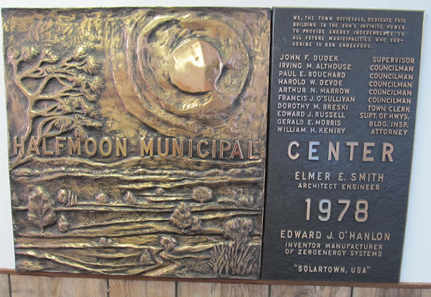 WE, THE TOWN OFFICIALS, DEDICATE THIS
BUILDING TO THE SUN'S INFINITE POWER
TO PROVIDE ENERGY INDEPENDENCE TO
ALL FUTURE MUNICIPALITIES WHO SUB-
SCRIBE TO OUR ENDEAVORS.
JOHN F. DUDEK SUPERVISOR
IRVING M. ALTHOUSE COUNCILMAN
PAUL E. BOUCHARD COUNCILMAN
HAROLD W. DEVOE COUNCILMAN
ARTHUR N. MARROW COUNCILMAN
FRANCIS J. O'SULLIVAN COUNCILMAN
DOROTHY M. BRESKI TOWN CLERK
EDWARD J. RUSSELL SUPT. OF HWYS.
GERALD E. MORRIS BLDG. INSP.
WILLIAM H. KENIRY ATTORNEY
HALFMOON MUNICIPAL CENTER
ELMER E. SMITH
ARCHITECT ENGINEER
1978
EDWARD J. O'HANLON
INVENTOR MANUFACTURER
OF ZEROENERGY SYSTEMS
"SOLARTOWN, USA"